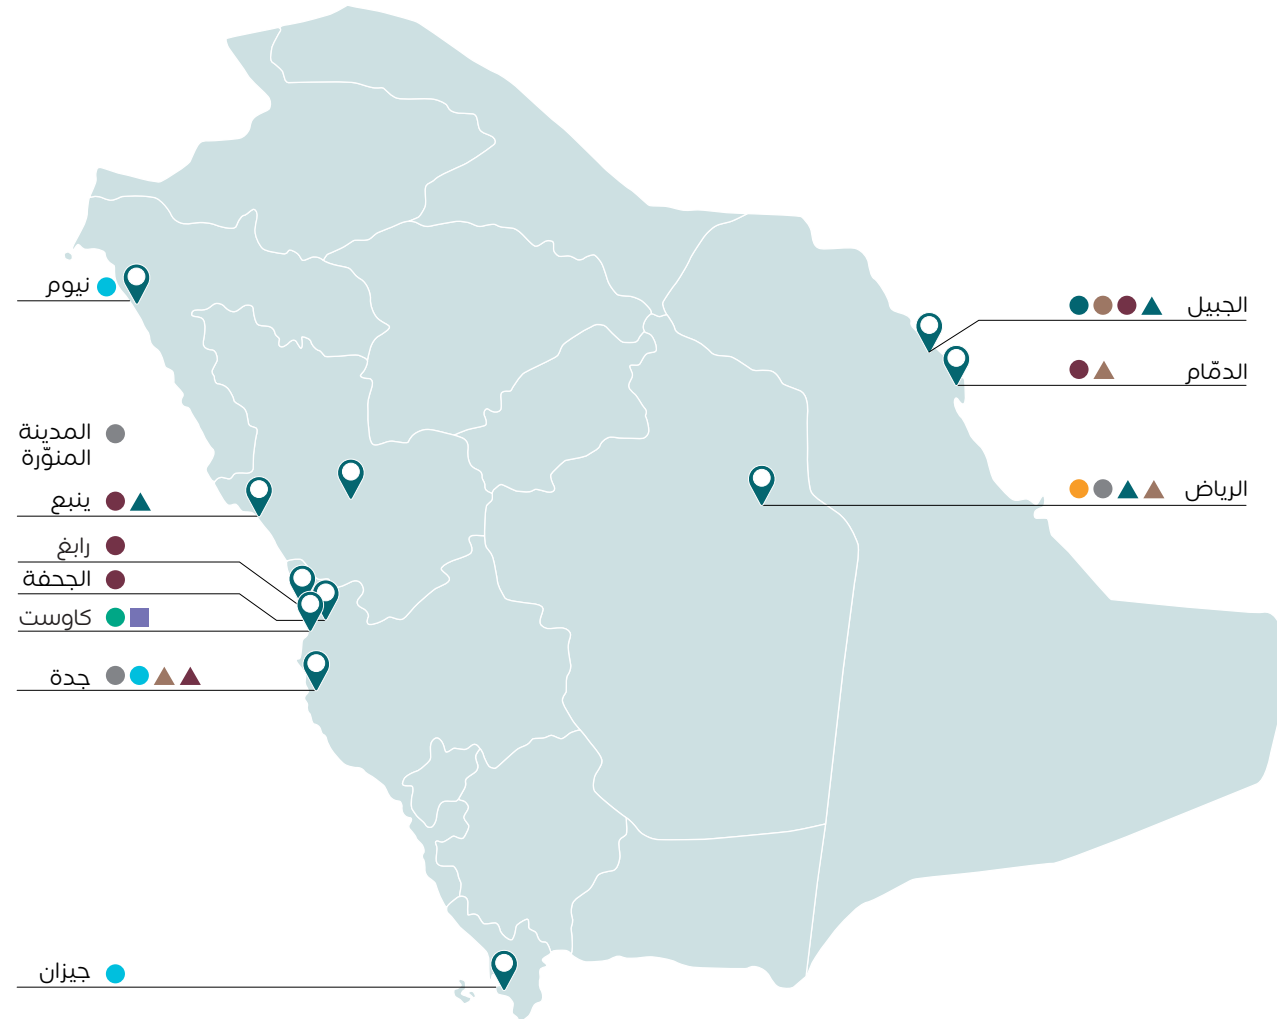 الجبيل
الدمّام
الرياض
نيوم
المدينة
المنوّرة
ينبع
رابغ
الجحفة
كاوست
جدة
جيزان